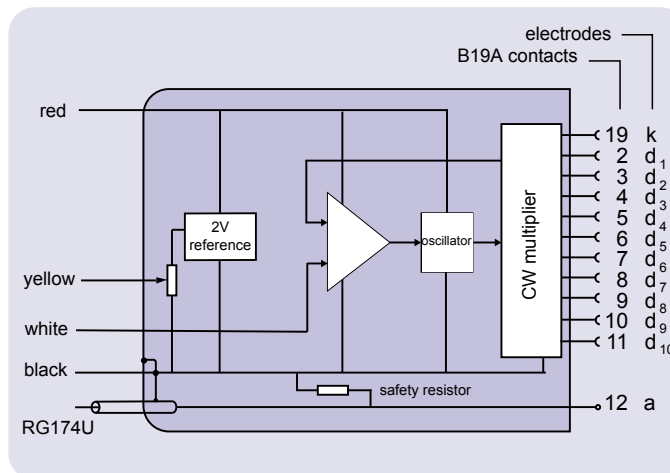 electrodes
B19A contacts
red
19 k
2 d1
3 d2
2V
reference
4 d3
5 d4
oscillator
CW multiplier
6 d5
yellow
7 d6
8 d7
white
9 d8
10 d9
black
11 d10
safety resistor
12 a
RG174U